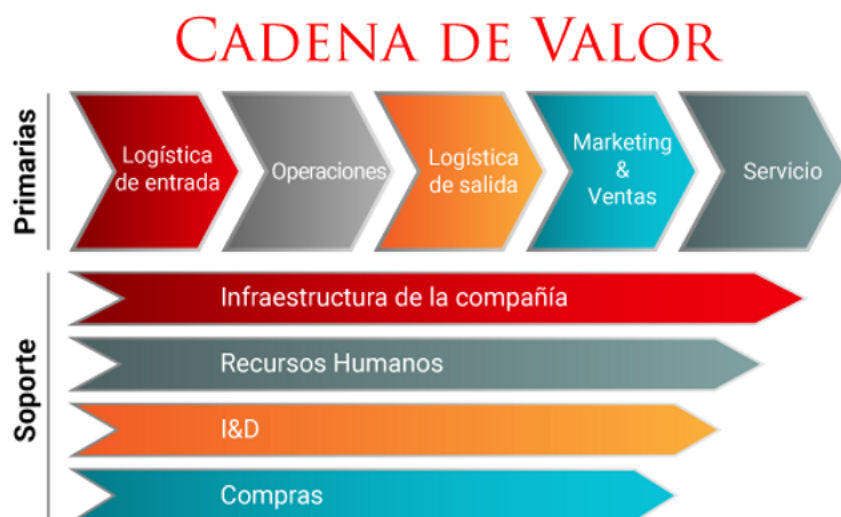 CADENA DE VALOR
Primarias
Logística
de entrada
Operaciones
Logística
de salida
Marketing
&
Ventas
Servicio
Soporte
Infraestructura de la compañía
Recursos Humanos
I&D
Compras